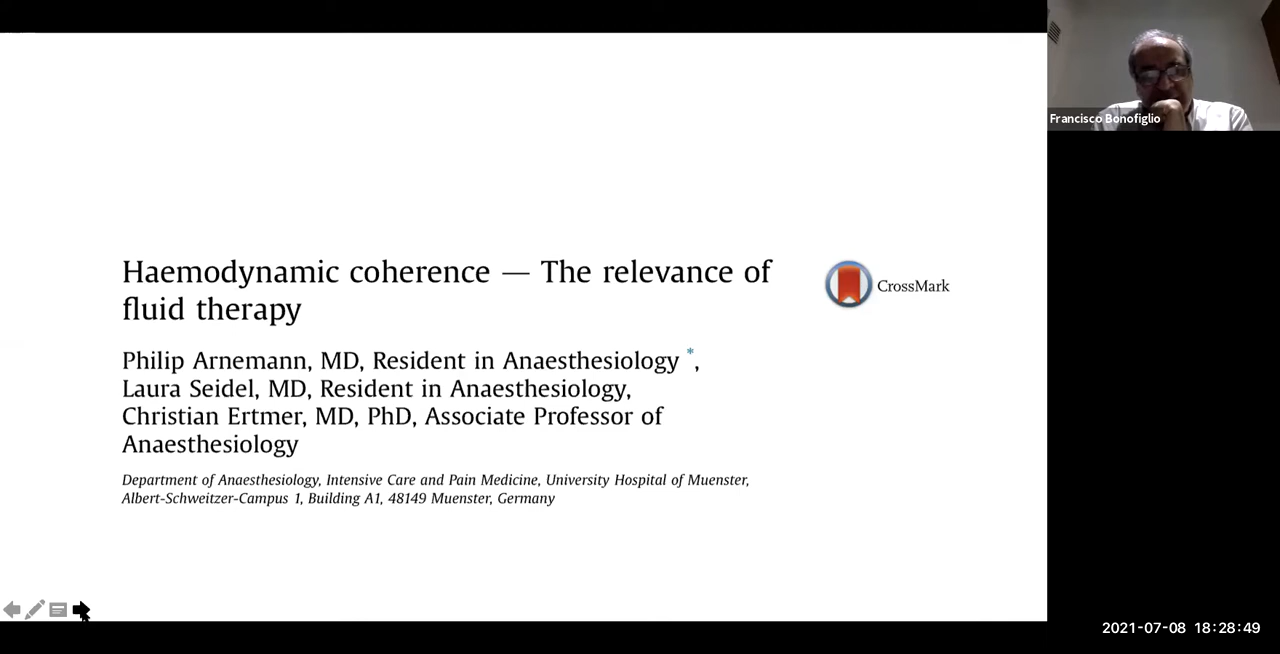 Haemodynamic coherence — The relevance of
fluid therapy
CrossMark
Philip Arnemann, MD, Resident in Anaesthesiology *,
Laura Seidel, MD, Resident in Anaesthesiology,
Christian Ertmer, MD, PhD, Associate Professor of
Anaesthesiology
Department of Anaesthesiology, Intensive Care and Pain Medicine, University Hospital of Muenster,
Albert-Schweitzer-Campus 1, Building A1, 48149 Muenster, Germany
Francisco Bonofiglio
2021-07-08 18:28:49